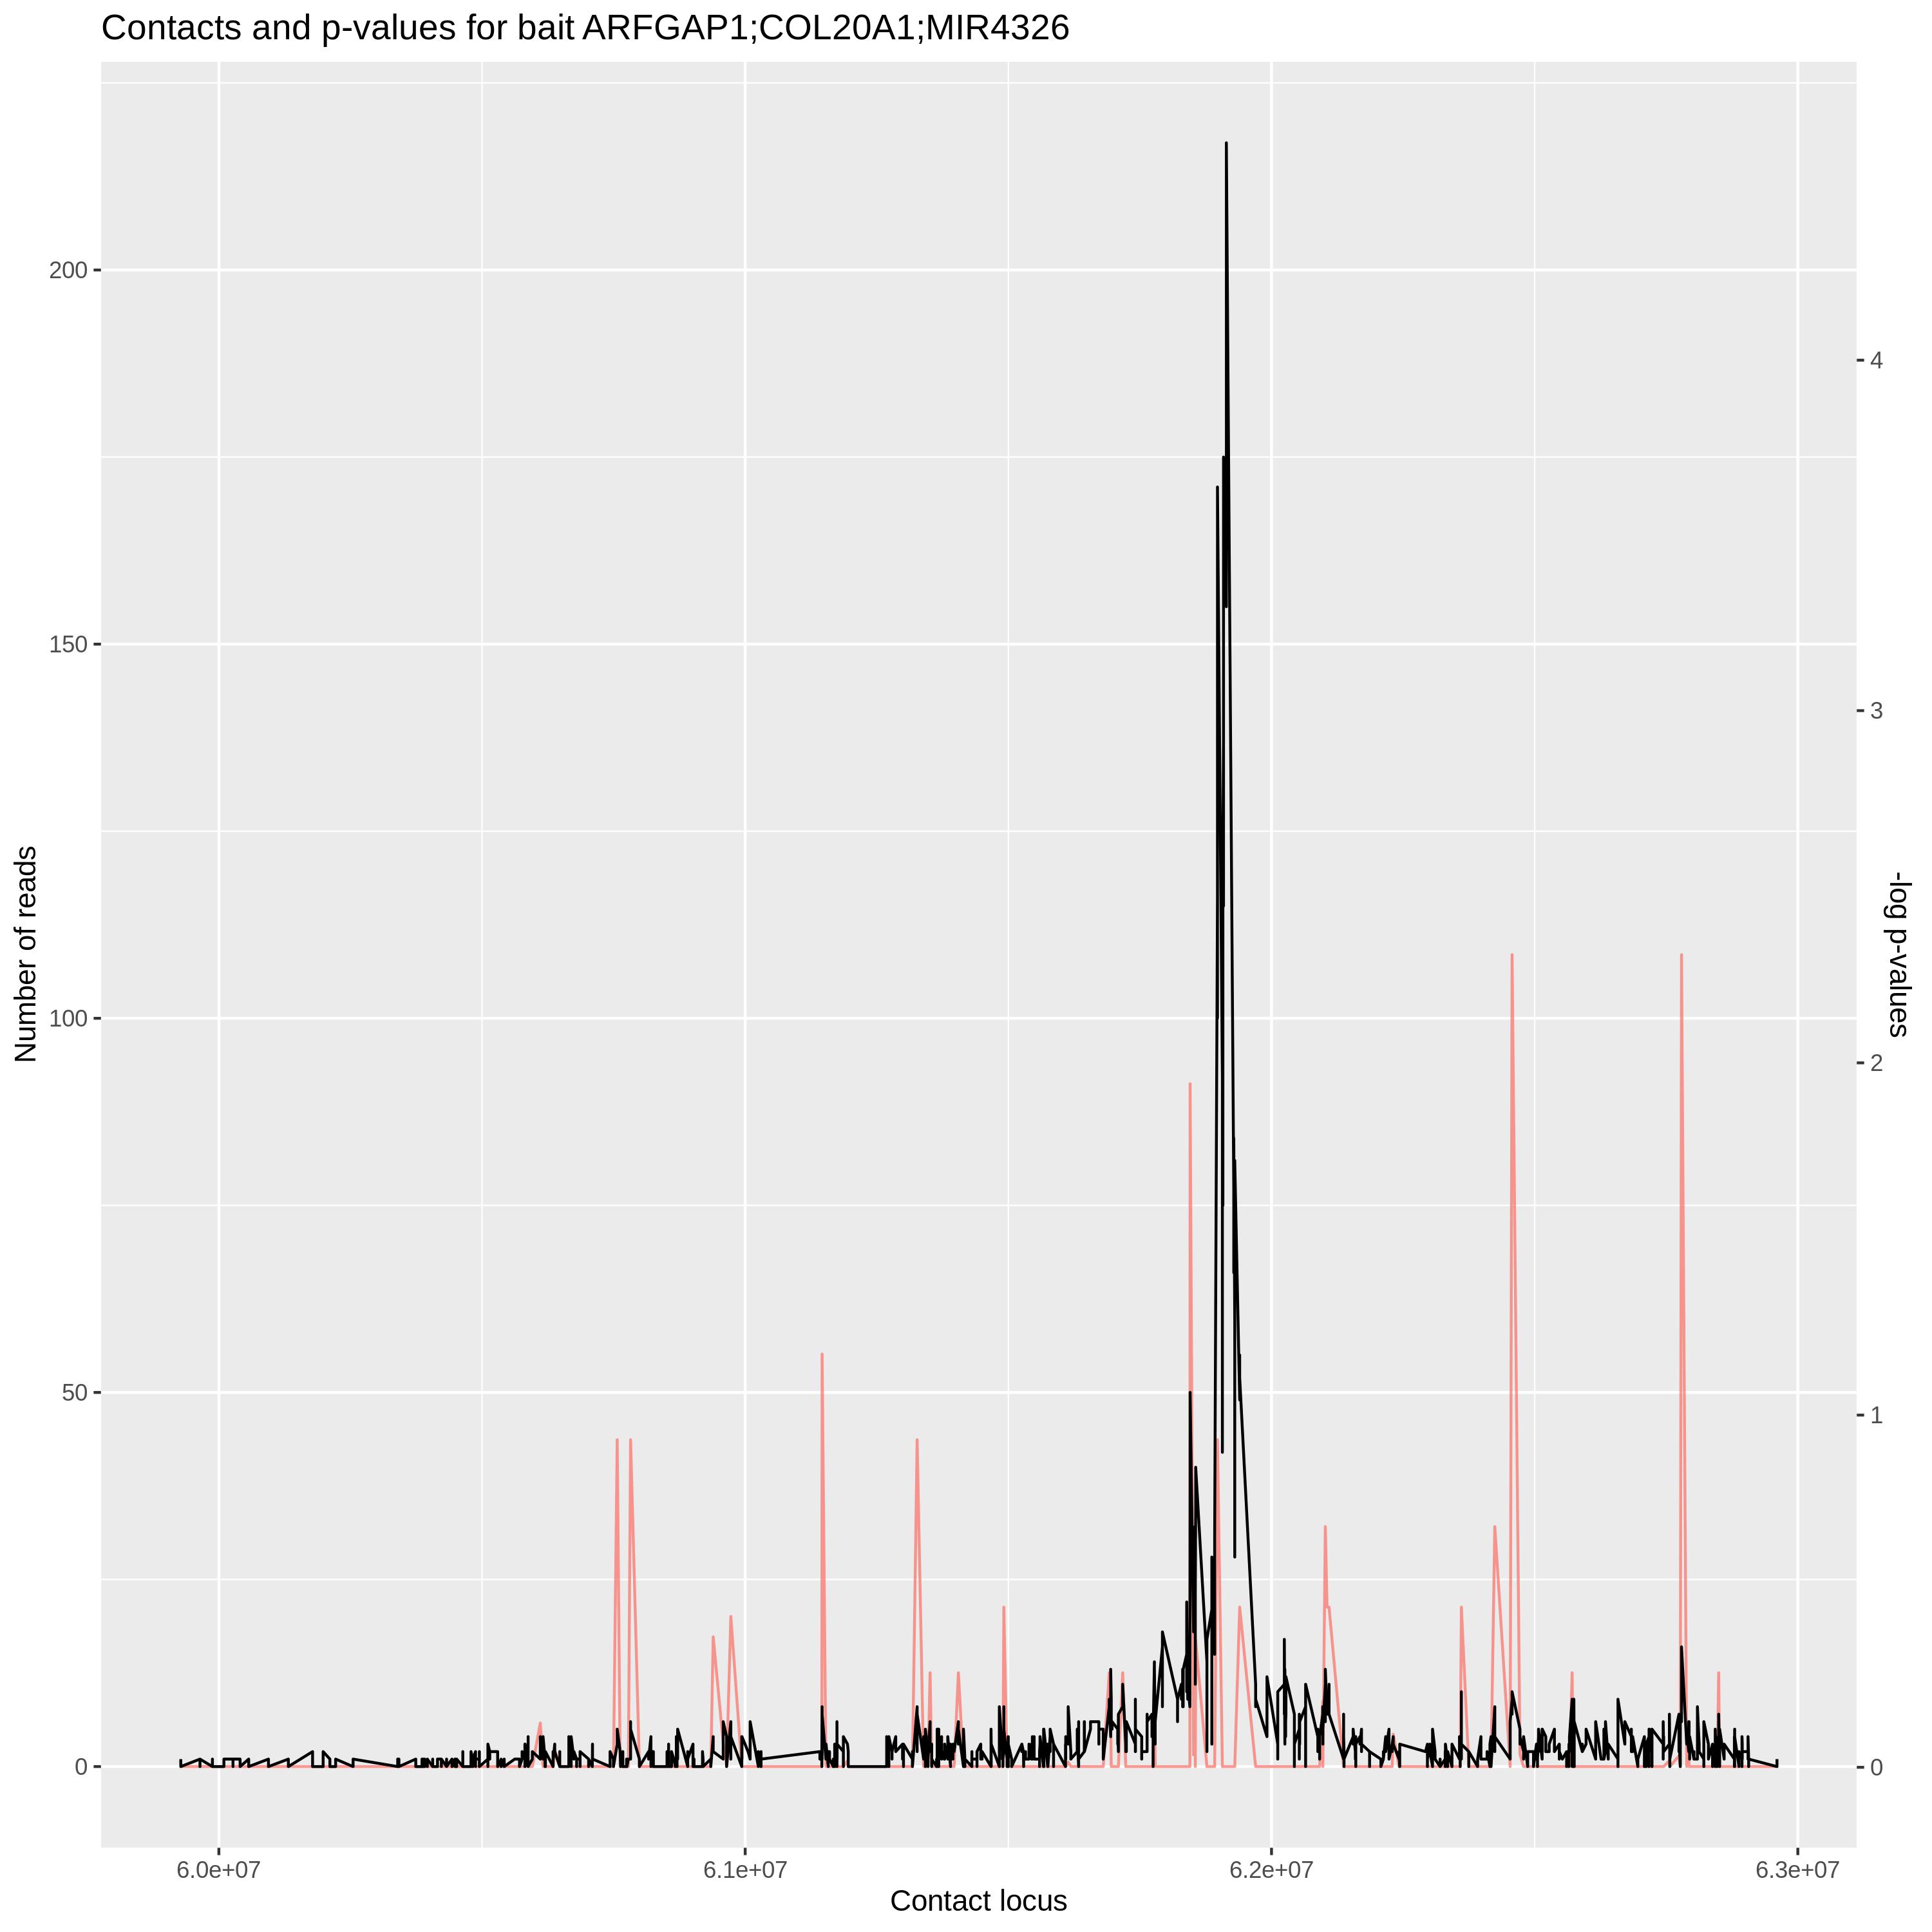 Contacts and p-values for bait ARFGAP1;COL20A1;MIR4326
200
150
100
50
0
Number of reads
4
3
2
1
0
-log p-values
6.0e+07
6.1e+07
6.2e+07
6.3e+07
Contact locus